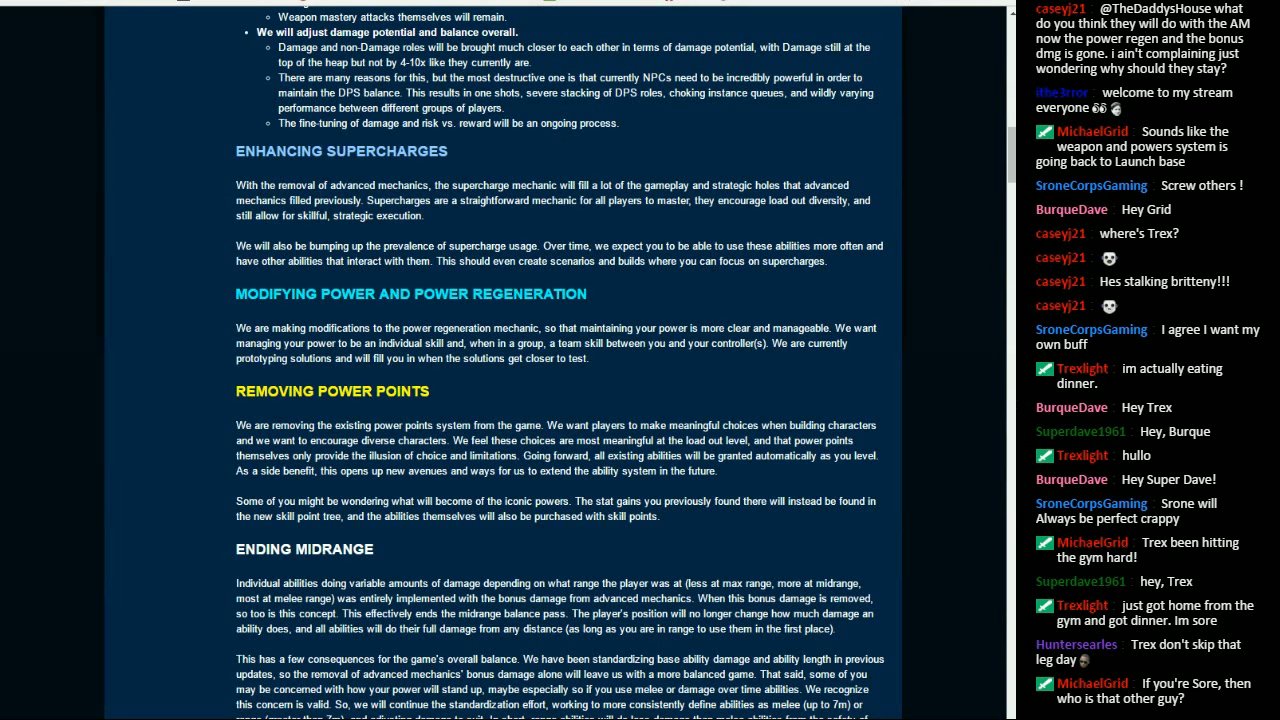 Weapon mastery attacks themselves will remain.
We will adjust damage potential and balance overall.
Damage and non-Damage roles will be brought much closer to each other in terms of damage potential, with Damage still at the
top of the heap but not by 4-10x like they currently are.
There are many reasons for this, but the most destructive one is that currently NPCs need to be incredibly powerful in order to
maintain the DPS balance. This results in one shots, severe stacking of DPS roles, choking instance queues, and wildly varying
performance between different groups of players.
The fine-tuning of damage and risk vs. reward will be an ongoing process.
ENHANCING SUPERCHARGES
With the removal of advanced mechanics, the supercharge mechanic will fill a lot of the gameplay and strategic holes that advanced
mechanics filled previously. Supercharges are a straightforward mechanic for all players to master, they encourage load out diversity, and
still allow for skillful, strategic execution.
We will also be bumping up the prevalence of supercharge usage. Over time, we expect you to be able to use these abilities more often and
have other abilities that interact with them. This should even create scenarios and builds where you can focus on supercharges.
MODIFYING POWER AND POWER REGENERATION
We are making modifications to the power regeneration mechanic, so that maintaining your power is more clear and manageable. We want
managing your power to be an individual skill and, when in a group, a team skill between you and your controller(s). We are currently
prototyping solutions and will fill you in when the solutions get closer to test.
REMOVING POWER POINTS
We are removing the existing power points system from the game. We want players to make meaningful choices when building characters
and we want to encourage diverse characters. We feel these choices are most meaningful at the load out level, and that power points
themselves only provide the illusion of choice and limitations. Going forward, all existing abilities will be granted automatically as you level.
As a side benefit, this opens up new avenues and ways for us to extend the ability system in the future.
Some of you might be wondering what will become of the iconic powers. The stat gains you previously found there will instead be found in
the new skill point tree, and the abilities themselves will also be purchased with skill points.
ENDING MIDRANGE
Individual abilities doing variable amounts of damage depending on what range the player was at (less at max range, more at midrange,
most at melee range) was entirely implemented with the bonus damage from advanced mechanics. When this bonus damage is removed,
so too is this concept. This effectively ends the midrange balance pass. The player's position will no longer change how much damage an
ability does, and all abilities will do their full damage from any distance (as long as you are in range to use them in the first place).
This has a few consequences for the game's overall balance. We have been standardizing base ability damage and ability length in previous
updates, so the removal of advanced mechanics' bonus damage alone will leave us with a more balanced game. That said, some of you
may be concerned with how your power will stand up, maybe especially so if you use melee or damage over time abilities. We recognize
this concern is valid. So, we will continue the standardization effort, working to more consistently define abilities as melee (up to 7m) or
caseyj21 : @TheDaddysHouse what
do you think they will do with the AM
now the power regen and the bonus
dmg is gone. i ain't complaining just
wondering why should they stay?
itbe3rror : welcome to my stream
everyone
MichaelGrid : Sounds like the
weapon and powers system is
going back to Launch base
SroneCorpsGaming : Screw others !
BurqueDave : Hey Grid
caseyj21 : where's Trex?
caseyj21 :
caseyj21 : Hes stalking britteny!!!
caseyj21 :
SroneCorpsGaming : I agree I want my
own buff
Trexlight : im actually eating
dinner.
BurqueDave : Hey Trex
Superdave1961 : Hey, Burque
Trexlight : hullo
BurqueDave : Hey Super Dave!
SroneCorpsGaming : Srone will
Always be perfect crappy
MichaelGrid : Trex been hitting
the gym hard!
Superdave1961 : hey, Trex
Trexlight : just got home from the
gym and got dinner. Im sore
Huntersearles : Trex don't skip that
leg day
MichaelGrid : If you're Sore, then
who is that other guy?